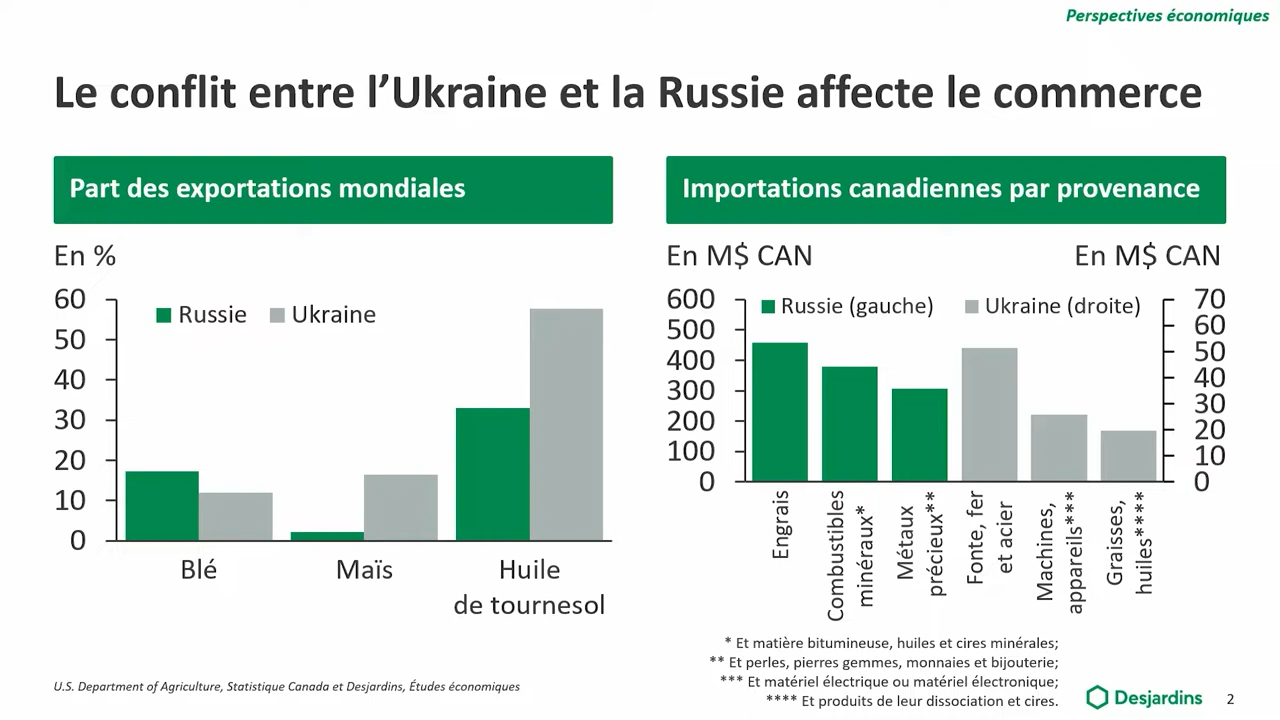 Perspectives économiques
Le conflit entre l’Ukraine et la Russie affecte le commerce
Part des exportations mondiales
En %
60
50
40
30
20
10
0
Russie
Ukraine
Blé
Maïs
Huile
de tournesol
Importations canadiennes par provenance
En M$ CAN
En M$ CAN
600
500
400
300
200
100
0
Russie (gauche)
Ukraine (droite)
70
60
50
40
30
20
10
0
Engrais
Combustibles
minéraux*
Métaux
précieux**
Fonte, fer
et acier
Machines,
appareils***
Graisses,
huiles****
* Et matière bitumineuse, huiles et cires minérales;
** Et perles, pierres gemmes, monnaies et bijouterie;
*** Et matériel électrique ou matériel électronique;
**** Et produits de leur dissociation et cires.
U.S. Department of Agriculture, Statistique Canada et Desjardins, Études économiques
Desjardins
2